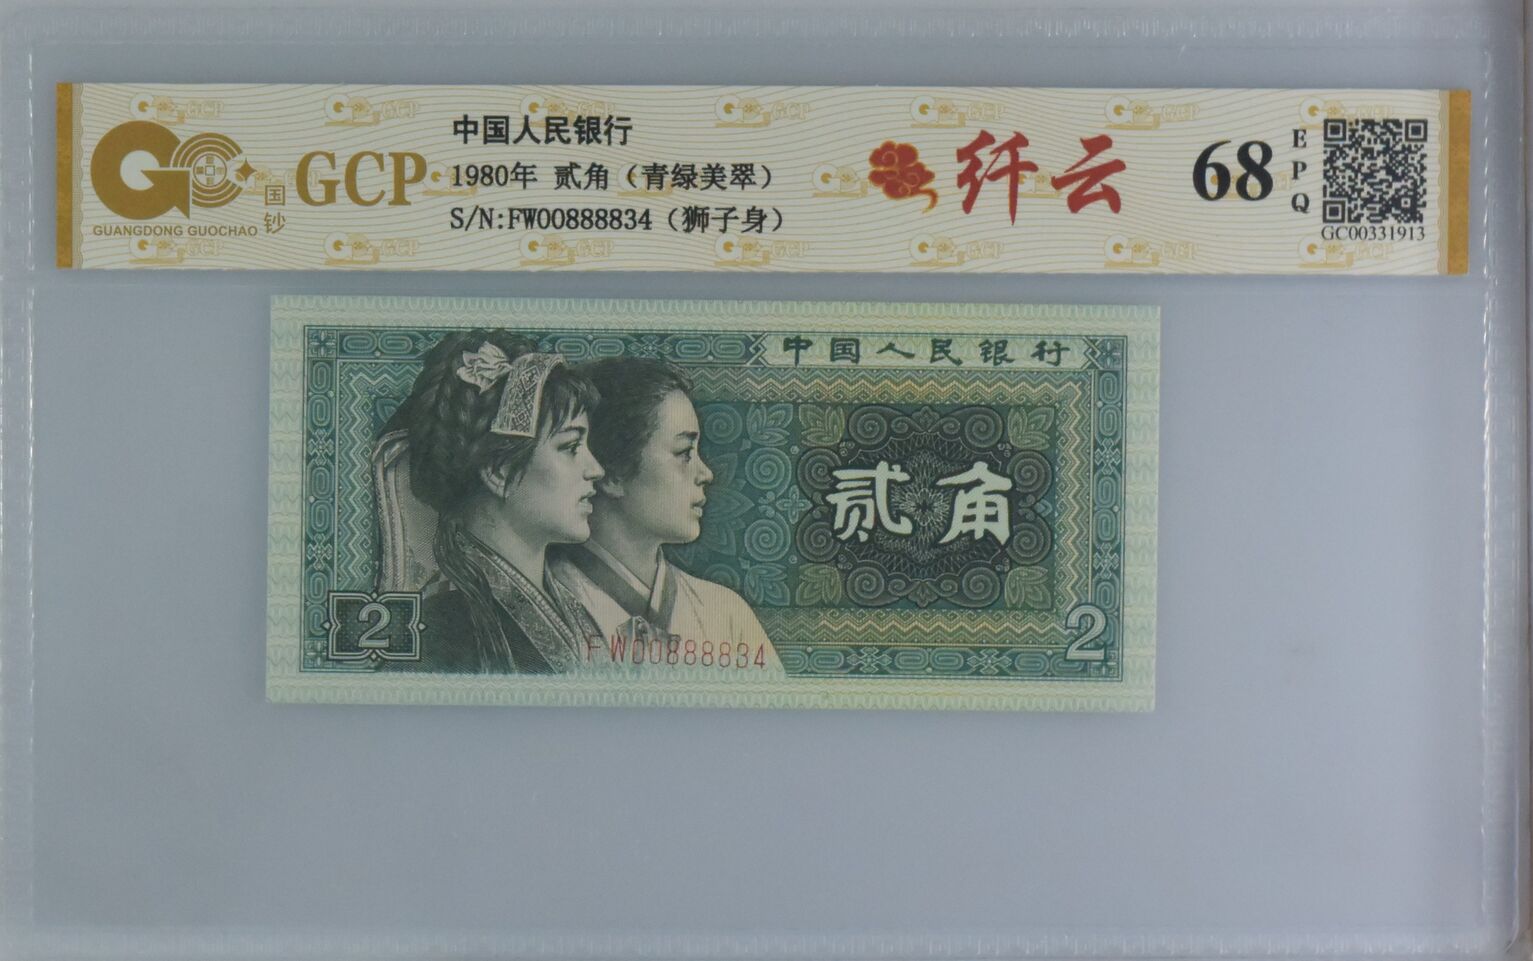 GCP
国钞
GUANGDONG GUOCHAO
中国人民银行
1980年 贰角（青绿美翠）
S/N:FW00888834（狮子身）
纤云
68
EPQ
GC00331913
中国人民银行
贰角
2
2
FW00888834